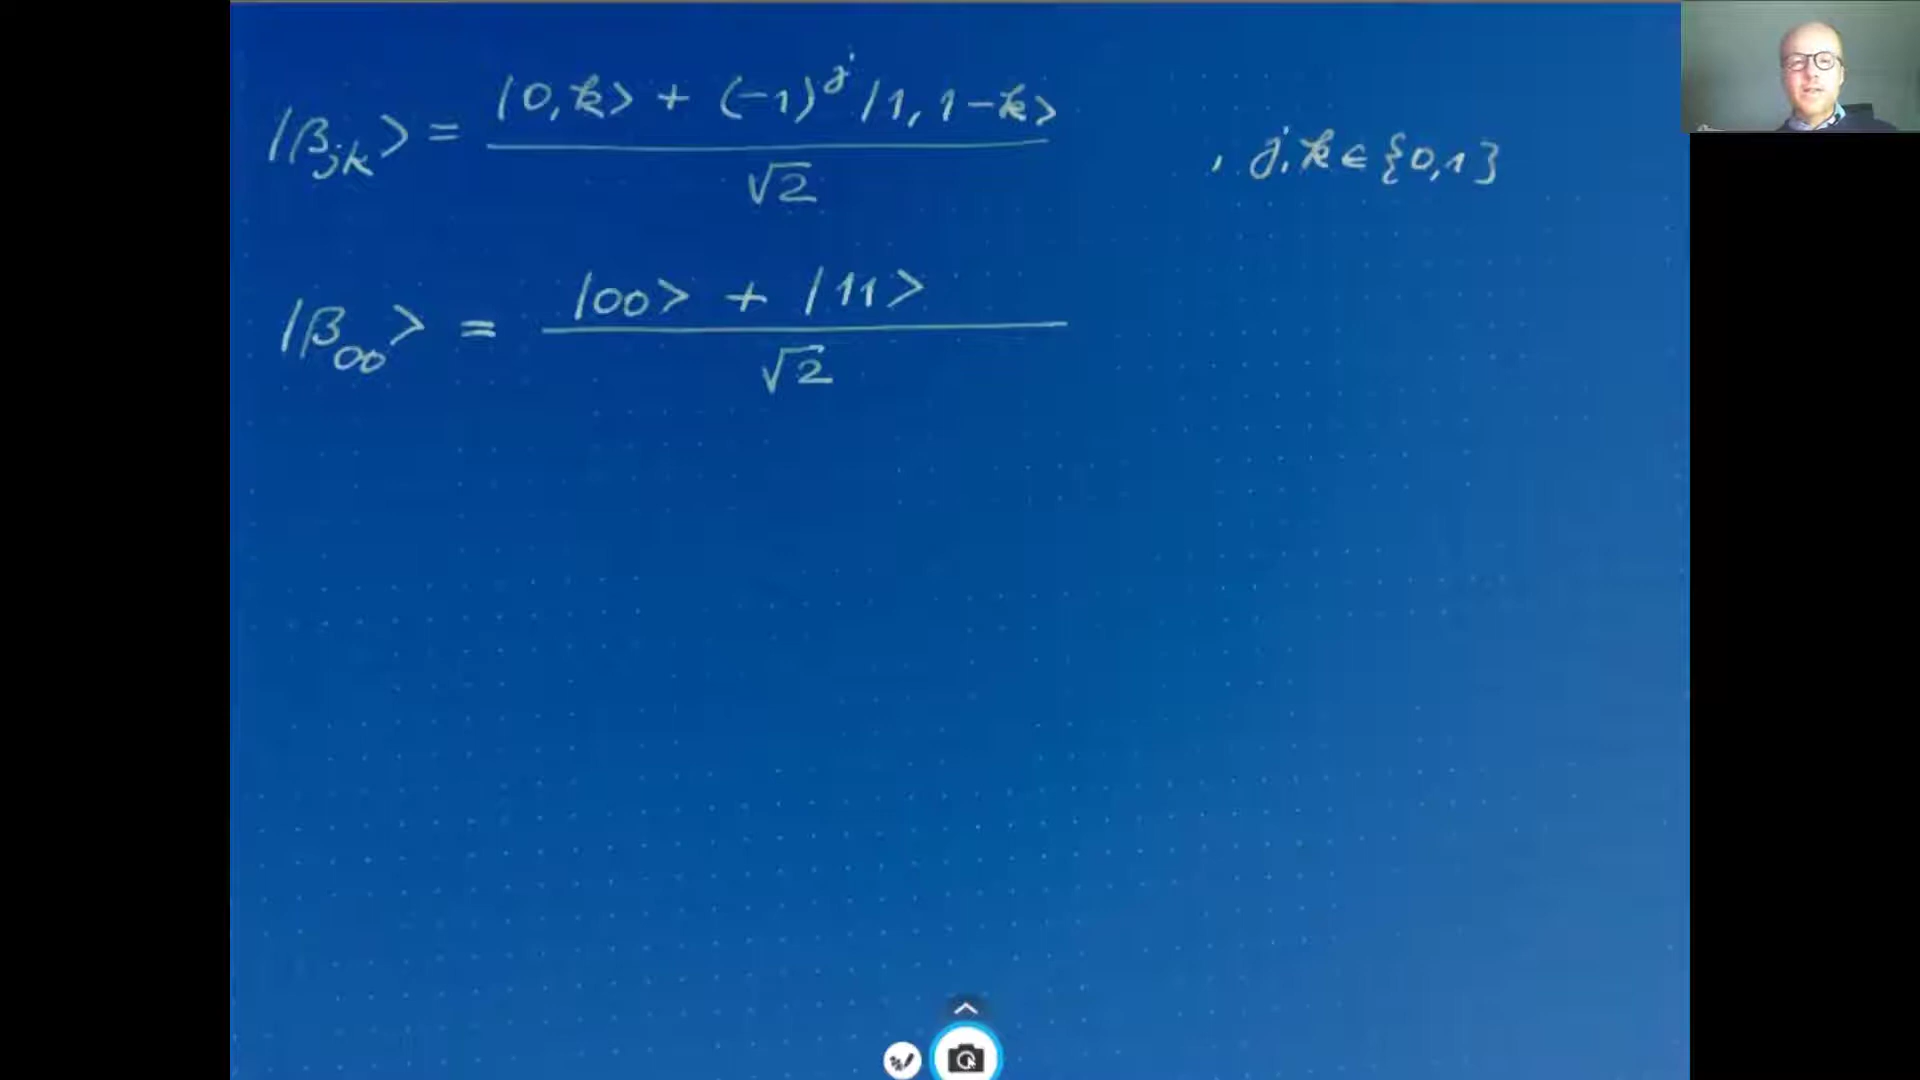 |β_jk> = (|0,k> + (-1)^j |1,1-k>) / √2 , j,k ∈ {0,1}
|β_00> = (|00> + |11>) / √2